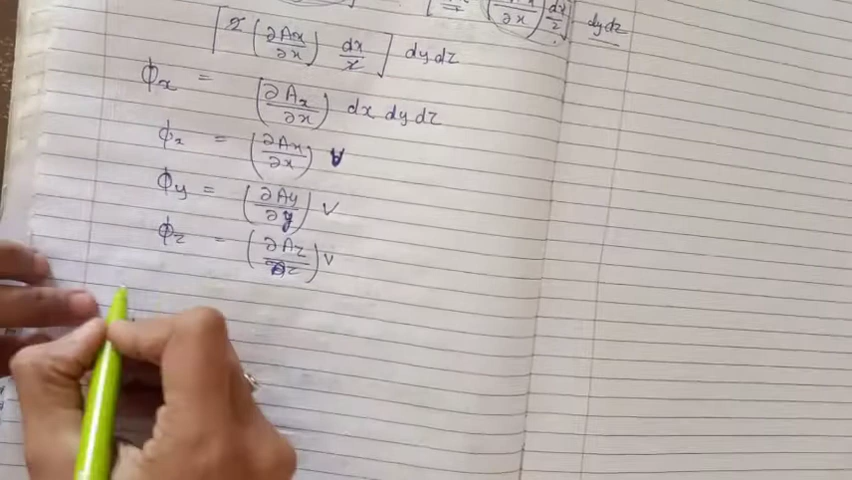 [2 (∂Ax/∂x) dx/2] dy dz
ϕx = (∂Ax/∂x) dx dy dz
ϕx = (∂Ax/∂x) V
ϕy = (∂Ay/∂y) V
ϕz = (∂Az/∂z) V